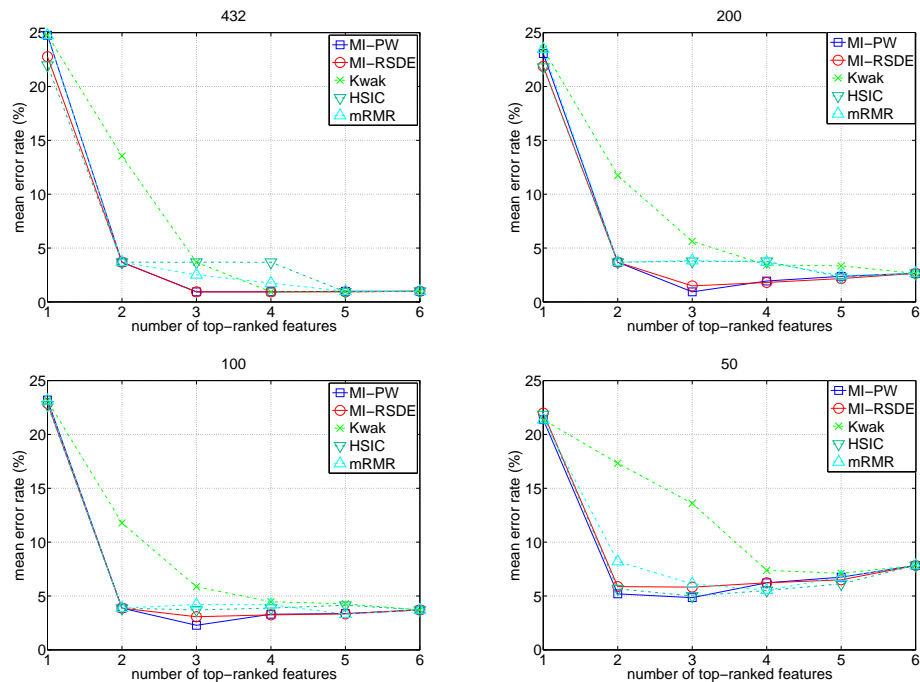 432
25
20
15
10
5
0
mean error rate (%)
1 2 3 4 5 6
number of top-ranked features
MI-PW
MI-RSDE
Kwak
HSIC
mRMR
200
25
20
15
10
5
0
mean error rate (%)
1 2 3 4 5 6
number of top-ranked features
MI-PW
MI-RSDE
Kwak
HSIC
mRMR
100
25
20
15
10
5
0
mean error rate (%)
1 2 3 4 5 6
number of top-ranked features
MI-PW
MI-RSDE
Kwak
HSIC
mRMR
50
25
20
15
10
5
0
mean error rate (%)
1 2 3 4 5 6
number of top-ranked features
MI-PW
MI-RSDE
Kwak
HSIC
mRMR